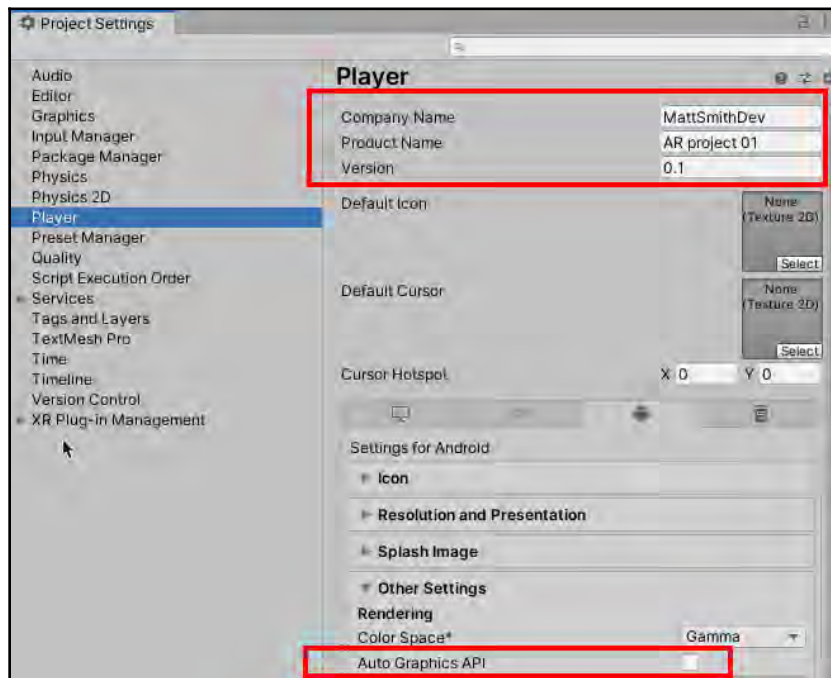 Project Settings
Audio
Editor
Graphics
Input Manager
Package Manager
Physics
Physics 2D
Player
Preset Manager
Quality
Script Execution Order
Services
Tags and Layers
TextMesh Pro
Time
Timeline
Version Control
XR Plug-in Management
Player
Company Name MattSmithDev
Product Name AR project 01
Version 0.1
Default Icon
None
(Texture 2D)
Select
Default Cursor
None
(Texture 2D)
Select
Cursor Hotspot X 0 Y 0
Settings for Android
Icon
Resolution and Presentation
Splash Image
Other Settings
Rendering
Color Space* Gamma
Auto Graphics API